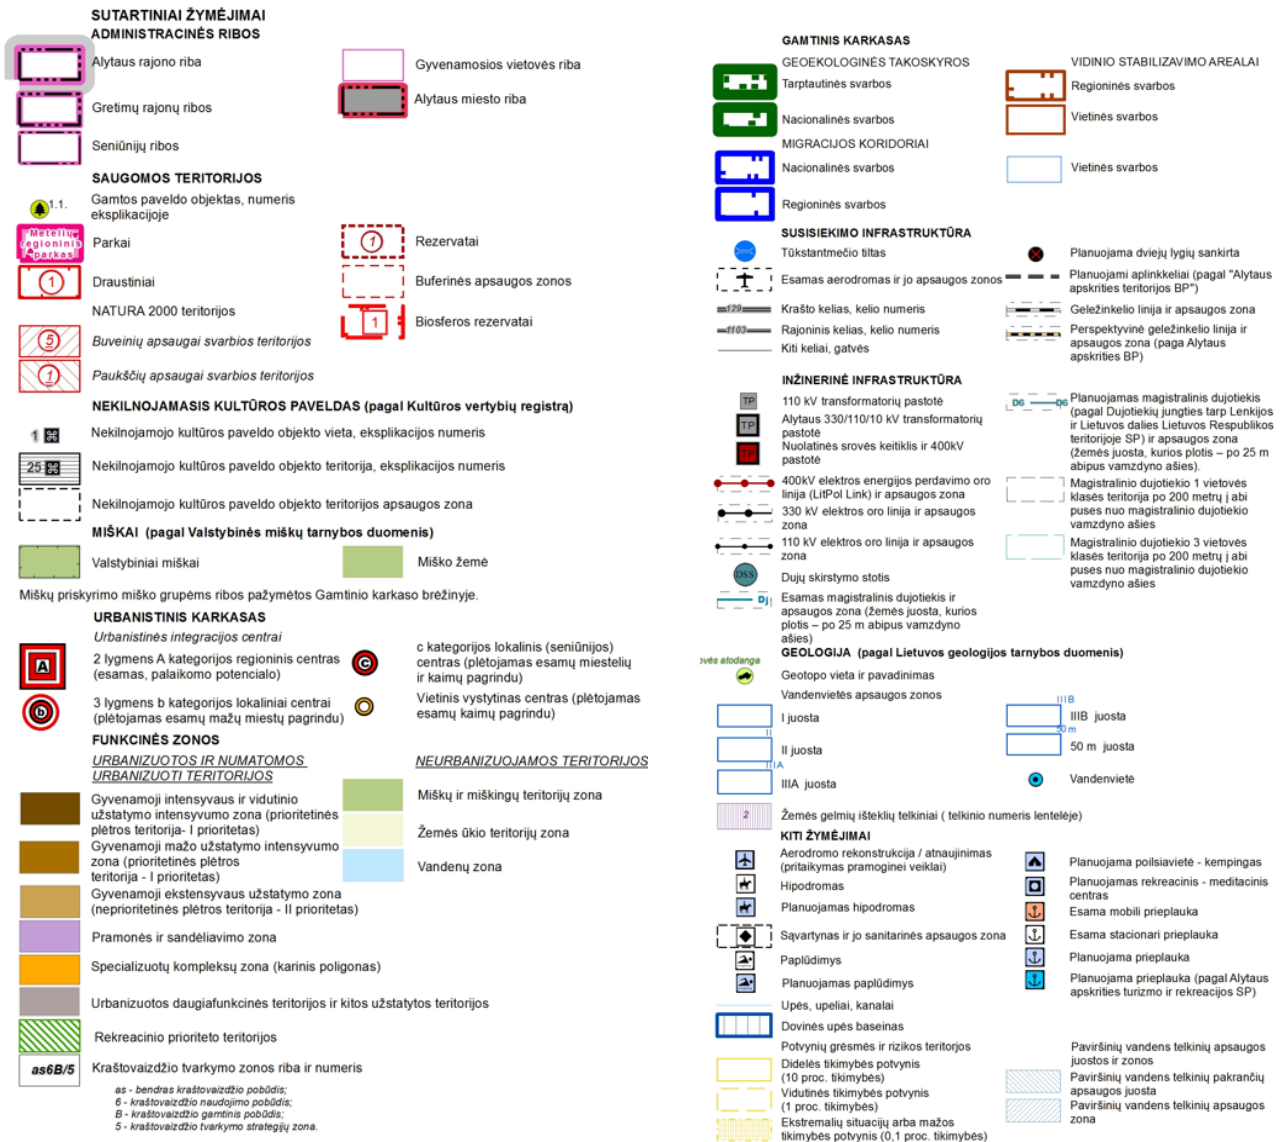 SUTARTINIAI ŽYMĖJIMAI
ADMINISTRACINĖS RIBOS
Alytaus rajono riba
Gyvenamosios vietovės riba
Gretimų rajonų ribos
Alytaus miesto riba
Seniūnijų ribos
SAUGOMOS TERITORIJOS
1.1.
Gamtos paveldo objektas, numeris
eksplikacijoje
Metelių
regioninis
parkas
Parkai
1
Rezervatai
1
Draustiniai
Buferinės apsaugos zonos
NATURA 2000 teritorijos
1
Biosferos rezervatai
5
Buveinių apsaugai svarbios teritorijos
1
Paukščių apsaugai svarbios teritorijos
NEKILNOJAMASIS KULTŪROS PAVELDAS (pagal Kultūros vertybių registrą)
1
Nekilnojamojo kultūros paveldo objekto vieta, eksplikacijos numeris
25
Nekilnojamojo kultūros paveldo objekto teritorija, eksplikacijos numeris
Nekilnojamojo kultūros paveldo objekto teritorijos apsaugos zona
MIŠKAI (pagal Valstybinės miškų tarnybos duomenis)
Valstybiniai miškai
Miško žemė
Miškų priskyrimo miško grupėms ribos pažymėtos Gamtinio karkaso brėžinyje.
URBANISTINIS KARKASAS
Urbanistinės integracijos centrai
A
2 lygmens A kategorijos regioninis centras
(esamas, palaikomo potencialo)
C
c kategorijos lokalinis (seniūnijos)
centras (plėtojamas esamų miestelių
ir kaimų pagrindu)
b
3 lygmens b kategorijos lokaliniai centrai
(plėtojamas esamų mažų miestų pagrindu)
Vietinis vystytinas centras (plėtojamas
esamų kaimų pagrindu)
FUNKCINĖS ZONOS
URBANIZUOTOS IR NUMATOMOS
URBANIZUOTI TERITORIJOS
NEURBANIZUOJAMOS TERITORIJOS
Gyvenamoji intensyvaus ir vidutinio
užstatymo intensyvumo zona (prioritetinės
plėtros teritorija- I prioritetas)
Miškų ir miškingų teritorijų zona
Gyvenamoji mažo užstatymo intensyvumo
zona (prioritetinės plėtros
teritorija - I prioritetas)
Žemės ūkio teritorijų zona
Vandenų zona
Gyvenamoji ekstensyvaus užstatymo zona
(neprioritetinės plėtros teritorija - II prioritetas)
Pramonės ir sandėliavimo zona
Specializuotų kompleksų zona (karinis poligonas)
Urbanizuotos daugiafunkcinės teritorijos ir kitos užstatytos teritorijos
Rekreacinio prioriteto teritorijos
as6B/5
Kraštovaizdžio tvarkymo zonos riba ir numeris
as - bendras kraštovaizdžio pobūdis;
6 - kraštovaizdžio naudojimo pobūdis;
B - kraštovaizdžio gamtinis pobūdis;
5 - kraštovaizdžio tvarkymo strategijų zona.
GAMTINIS KARKASAS
GEOEKOLOGINĖS TAKOSKYROS
Tarptautinės svarbos
Nacionalinės svarbos
MIGRACIJOS KORIDORIAI
Nacionalinės svarbos
Regioninės svarbos
VIDINIO STABILIZAVIMO AREALAI
Regioninės svarbos
Vietinės svarbos
Vietinės svarbos
SUSISIEKIMO INFRASTRUKTŪRA
Tūkstantmečio tiltas
Esamas aerodromas ir jo apsaugos zonos
129
Krašto kelias, kelio numeris
1103
Rajoninis kelias, kelio numeris
Kiti keliai, gatvės
Planuojama dviejų lygių sankirta
Planuojami aplinkkeliai (pagal "Alytaus
apskrities teritorijos BP")
Geležinkelio linija ir apsaugos zona
Perspektyvinė geležinkelio linija ir
apsaugos zona (paga Alytaus
apskrities BP)
INŽINERINĖ INFRASTRUKTŪRA
TP
110 kV transformatorių pastotė
TP
Alytaus 330/110/10 kV transformatorių
pastotė
TP
Nuolatinės srovės keitiklis ir 400kV
pastotė
400kV elektros energijos perdavimo oro
linija (LitPol Link) ir apsaugos zona
330 kV elektros oro linija ir apsaugos
zona
110 kV elektros oro linija ir apsaugos
zona
DSS
Dujų skirstymo stotis
Dj
Esamas magistralinis dujotiekis ir
apsaugos zona (žemės juosta, kurios
plotis – po 25 m abipus vamzdyno
ašies)
D6 D6
Planuojamas magistralinis dujotiekis
(pagal Dujotiekių jungties tarp Lenkijos
ir Lietuvos dalies Lietuvos Respublikos
teritorijoje SP) ir apsaugos zona
(žemės juosta, kurios plotis – po 25 m
abipus vamzdyno ašies).
Magistralinio dujotiekio 1 vietovės
klasės teritorija po 200 metrų į abi
puses nuo magistralinio dujotiekio
vamzdyno ašies
Magistralinio dujotiekio 3 vietovės
klasės teritorija po 200 metrų į abi
puses nuo magistralinio dujotiekio
vamzdyno ašies
GEOLOGIJA (pagal Lietuvos geologijos tarnybos duomenis)
ovės atodanga
Geotopo vieta ir pavadinimas
Vandenvietės apsaugos zonos
I juosta
II
II juosta
IIIA
IIIA juosta
IIIB
IIIB juosta
50 m
50 m juosta
Vandenvietė
2
Žemės gelmių išteklių telkiniai ( telkinio numeris lentelėje)
KITI ŽYMĖJIMAI
Aerodromo rekonstrukcija / atnaujinimas
(pritaikymas pramoginei veiklai)
Hipodromas
Planuojamas hipodromas
Sąvartynas ir jo sanitarinės apsaugos zona
Paplūdimys
Planuojamas paplūdimys
Upės, upeliai, kanalai
Dovinės upės baseinas
Planuojama poilsiavietė - kempingas
Planuojamas rekreacinis - meditacinis
centras
Esama mobili prieplauka
Esama stacionari prieplauka
Planuojama prieplauka
Planuojama prieplauka (pagal Alytaus
apskrities turizmo ir rekreacijos SP)
Potvynių grėsmės ir rizikos teritorjos
Didelės tikimybės potvynis
(10 proc. tikimybės)
Vidutinės tikimybės potvynis
(1 proc. tikimybės)
Ekstremalių situacijų arba mažos
tikimybės potvynis (0,1 proc. tikimybės)
Paviršinių vandens telkinių apsaugos
juostos ir zonos
Paviršinių vandens telkinių pakrančių
apsaugos juosta
Paviršinių vandens telkinių apsaugos
zona